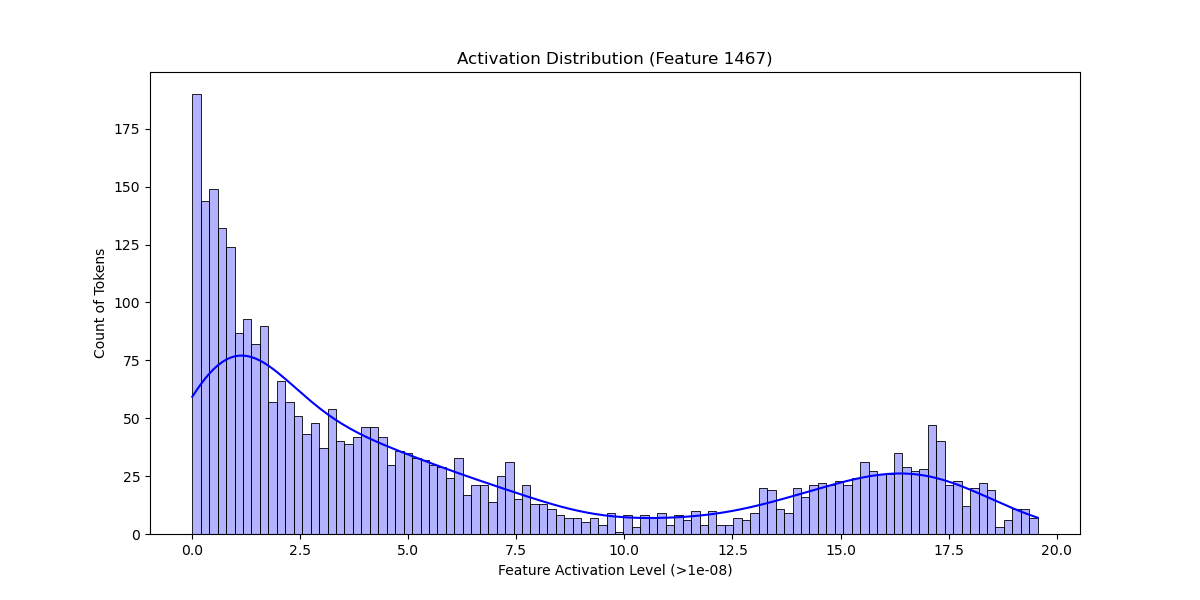 Activation Distribution (Feature 1467)
Count of Tokens
175
150
125
100
75
50
25
0
0.0 2.5 5.0 7.5 10.0 12.5 15.0 17.5 20.0
Feature Activation Level (>1e-08)